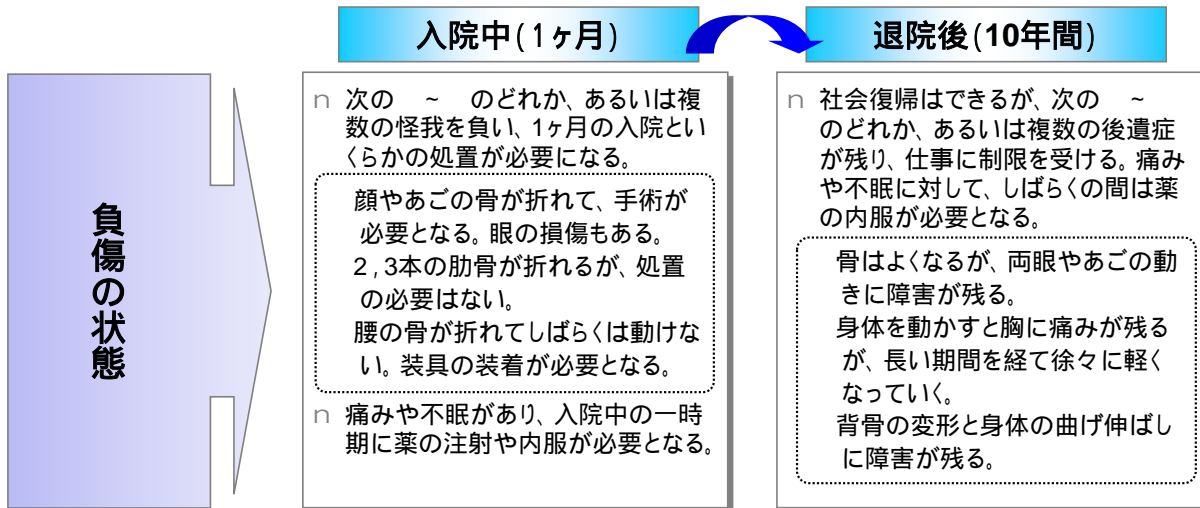 入院中(1ヶ月)
退院後(10年間)
負傷の状態
n 次の ~ のどれか、あるいは複
数の怪我を負い、1ヶ月の入院とい
くらかの処置が必要になる。
顔やあごの骨が折れて、手術が
必要となる。眼の損傷もある。
2,3本の肋骨が折れるが、処置
の必要はない。
腰の骨が折れてしばらくは動けな
い。装具の装着が必要となる。
n 痛みや不眠があり、入院中の一時
期に薬の注射や内服が必要となる。
n 社会復帰はできるが、次の ~
のどれか、あるいは複数の後遺症
が残り、仕事に制限を受ける。痛み
や不眠に対して、しばらくの間は薬
の内服が必要となる。
骨はよくなるが、両眼やあごの動
きに障害が残る。
身体を動かすと胸に痛みが残る
が、長い期間を経て徐々に軽く
なっていく。
背骨の変形と身体の曲げ伸ばし
に障害が残る。